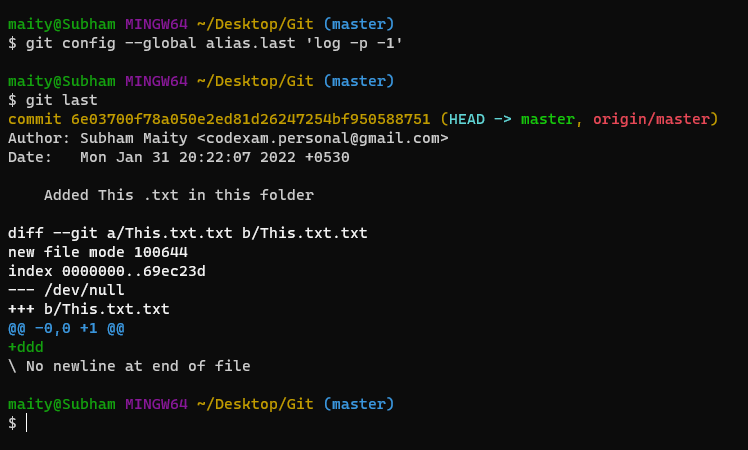 maity@Subham MINGW64 ~/Desktop/Git (master)
$ git config --global alias.last 'log -p -1'
maity@Subham MINGW64 ~/Desktop/Git (master)
$ git last
commit 6e03700f78a050e2ed81d26247254bf950588751 (HEAD -> master, origin/master)
Author: Subham Maity <codexam.personal@gmail.com>
Date:   Mon Jan 31 20:22:07 2022 +0530
    Added This .txt in this folder
diff --git a/This.txt.txt b/This.txt.txt
new file mode 100644
index 0000000..69ec23d
--- /dev/null
+++ b/This.txt.txt
@@ -0,0 +1 @@
+ddd
\ No newline at end of file
maity@Subham MINGW64 ~/Desktop/Git (master)
$